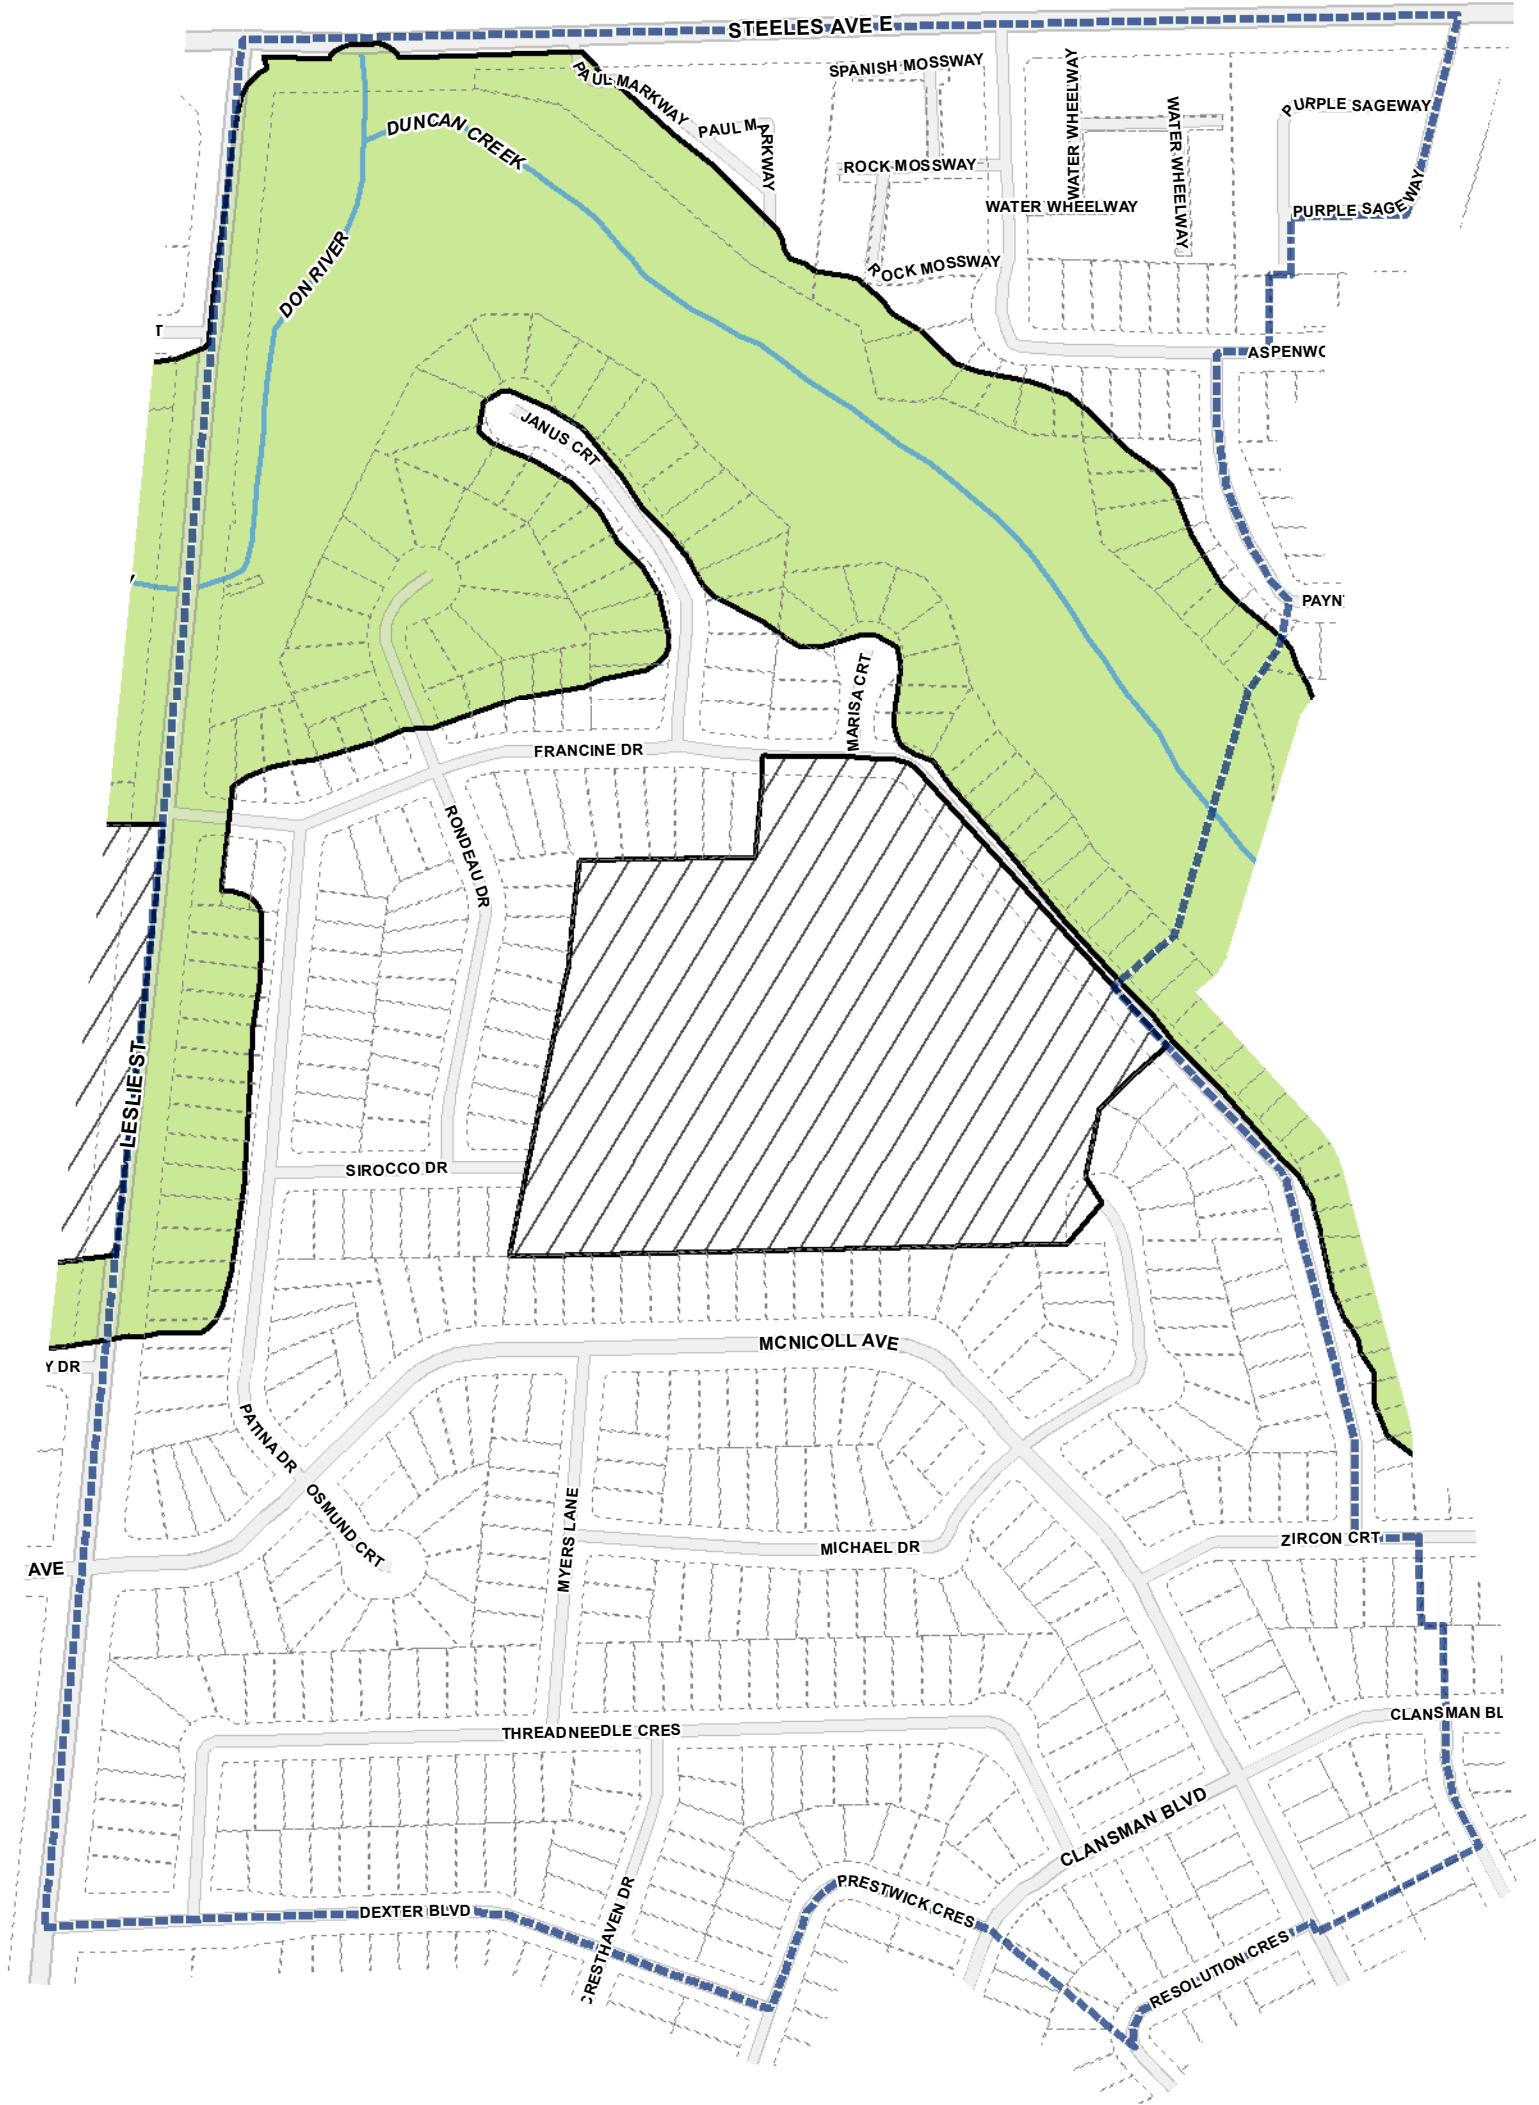 STEELES AVE E
SPANISH MOSSWAY
WATER WHEELWAY
PAUL MARKWAY
WATER WHEELWAY
PURPLE SAGEWAY
DUNCAN CREEK
PAUL MARKWAY
ROCK MOSSWAY
WATER WHEELWAY
PURPLE SAGEWAY
DON RIVER
ROCK MOSSWAY
T
ASPENWO
JANUS CRT
PAYN
MARISA CRT
FRANCINE DR
RONDEAU DR
LESLIE ST
SIROCCO DR
MCNICOLL AVE
Y DR
PATINA DR
OSMUND CRT
MYERS LANE
MICHAEL DR
ZIRCON CRT
AVE
THREADNEEDLE CRES
CLANSMAN BL
CLANSMAN BLVD
PRESTWICK CRES
DEXTER BLVD
CRESTHAVEN DR
RESOLUTION CRES